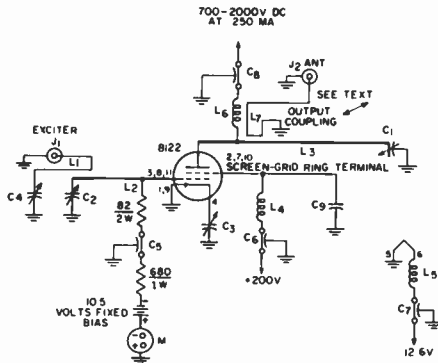 700-2000V DC
AT 250 MA
C8
J2 ANT
L6
SEE TEXT
OUTPUT
COUPLING
L7
C1
L3
EXCITER
J1
L1
8122
2,7,10
SCREEN-GRID RING TERMINAL
3,8,11
1,9
4
C4
C2
L2
82
2W
C3
L4
C9
C5
C6
680
1W
+200V
5
6
L5
105
VOLTS FIXED
BIAS
-
+
M
C7
12.6V